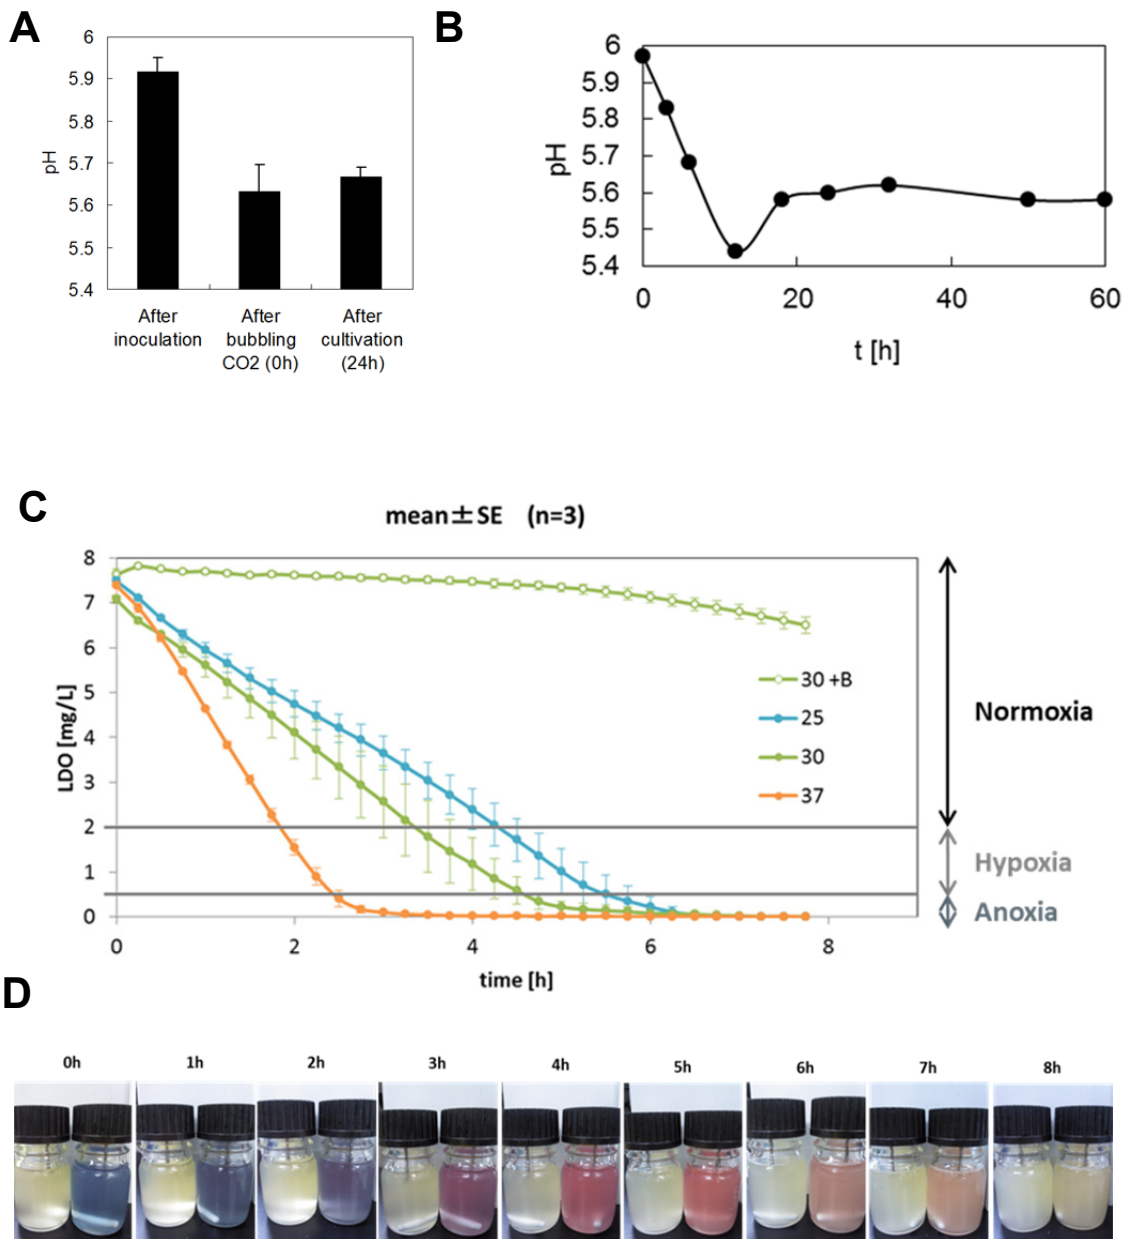 A
6
5.9
5.8
5.7
5.6
5.5
5.4
pH
After inoculation
After bubbling CO2 (0h)
After cultivation (24h)
B
6
5.9
5.8
5.7
5.6
5.5
5.4
pH
0 20 40 60
t [h]
C
mean±SE (n=3)
8
7
6
5
4
3
2
1
0
LDO [mg/L]
30 +B
25
30
37
Normoxia
Hypoxia
Anoxia
0 2 4 6 8
time [h]
D
0h 1h 2h 3h 4h 5h 6h 7h 8h